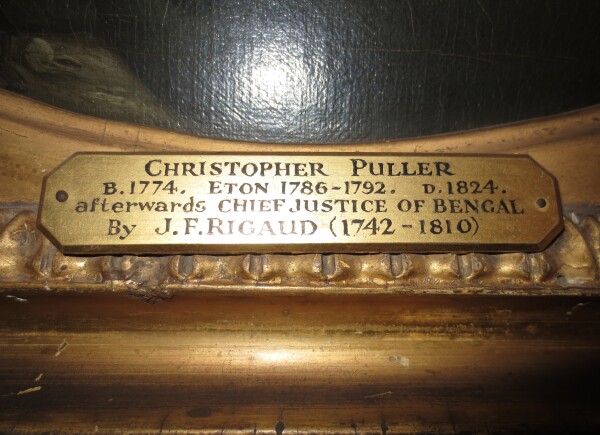 CHRISTOPHER PULLER
B. 1774. ETON 1786-1792. D. 1824.
afterwards CHIEF JUSTICE OF BENGAL
By J. F. RIGAUD (1742 - 1810)